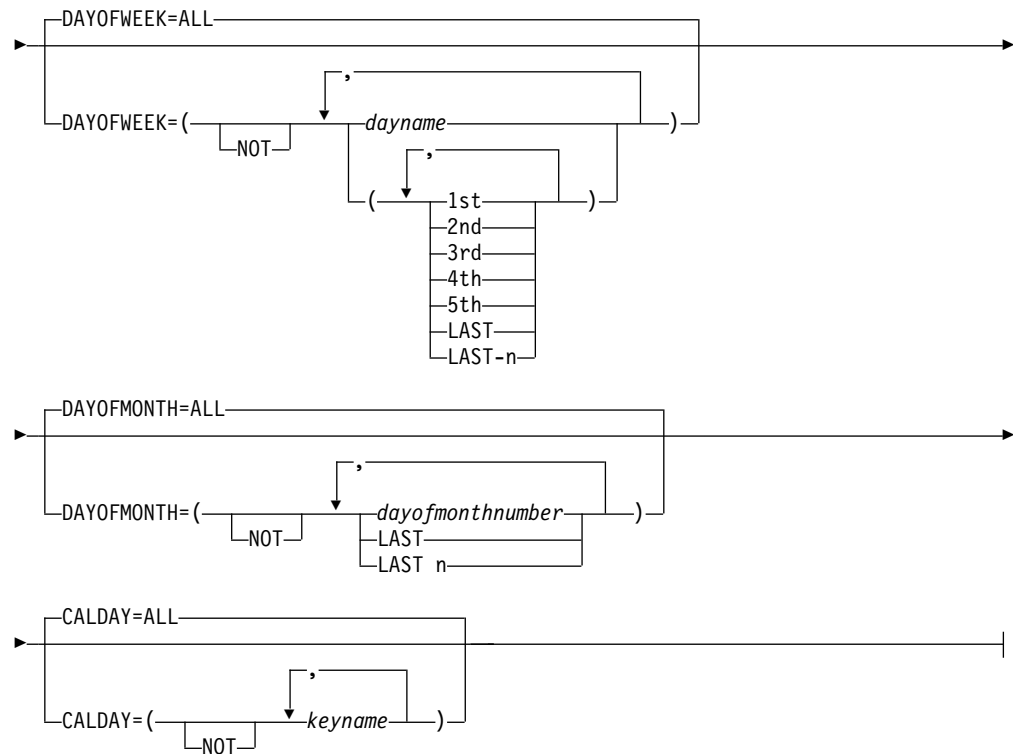 DAYOFWEEK=ALL
,
DAYOFWEEK=( NOT dayname )
,
( 1st )
2nd
3rd
4th
5th
LAST
LAST-n
DAYOFMONTH=ALL
,
DAYOFMONTH=( NOT dayofmonthnumber )
LAST
LAST n
CALDAY=ALL
,
CALDAY=( NOT keyname )